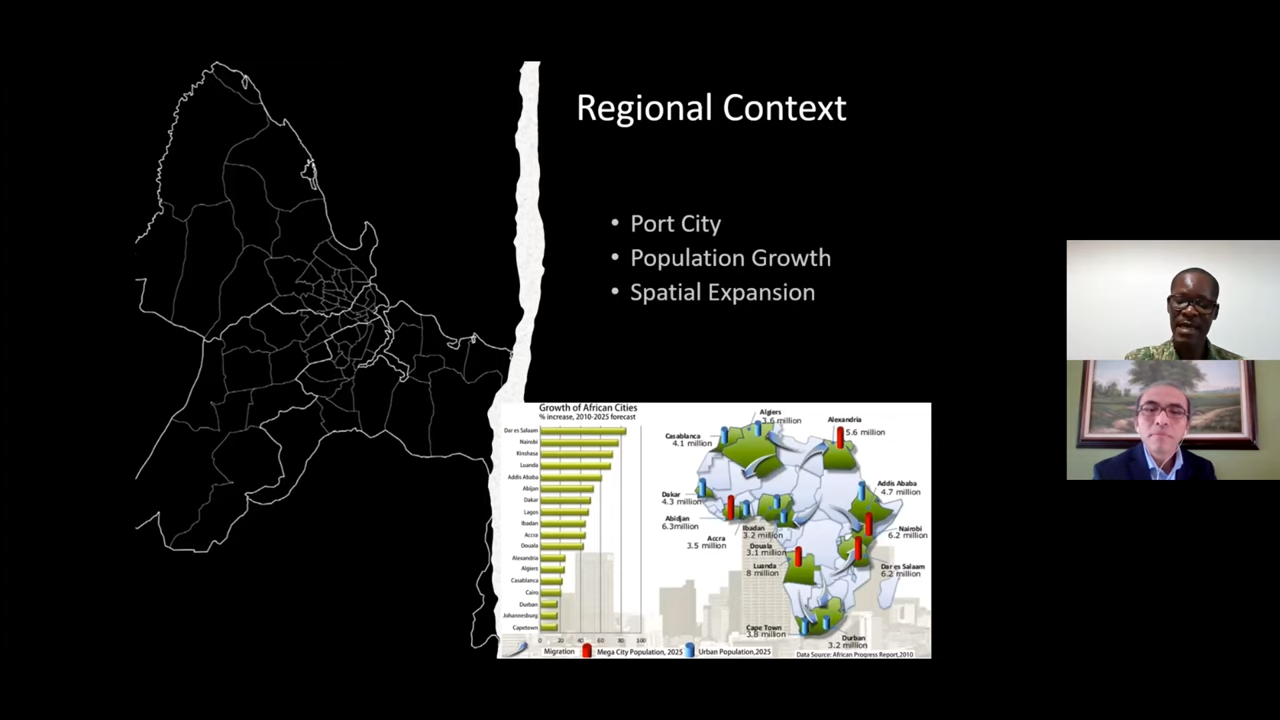 Regional Context
• Port City
• Population Growth
• Spatial Expansion
Growth of African Cities
% increase, 2010-2025 forecast
Dar es Salaam
Nairobi
Kinshasa
Luanda
Addis Ababa
Abijan
Dakar
Lagos
Ibadan
Accra
Douala
Alexandria
Algiers
Casablanca
Cairo
Durban
Johannesburg
Capetown
0 20 40 60 80 100
Algiers
3.6 million
Alexandria
5.6 million
Casablanca
4.1 million
Dakar
4.3 million
Addis Ababa
4.7 million
Abidjan
6.3million
Ibadan
3.2 million
Accra
3.5 million
Douala
3.1 million
Nairobi
6.2 million
Luanda
8 million
Dar es Salaam
6.2 million
Cape Town
3.8 million
Durban
3.2 million
Migration
Mega City Population, 2025
Urban Population,2025
Data Source: African Progress Report,2010